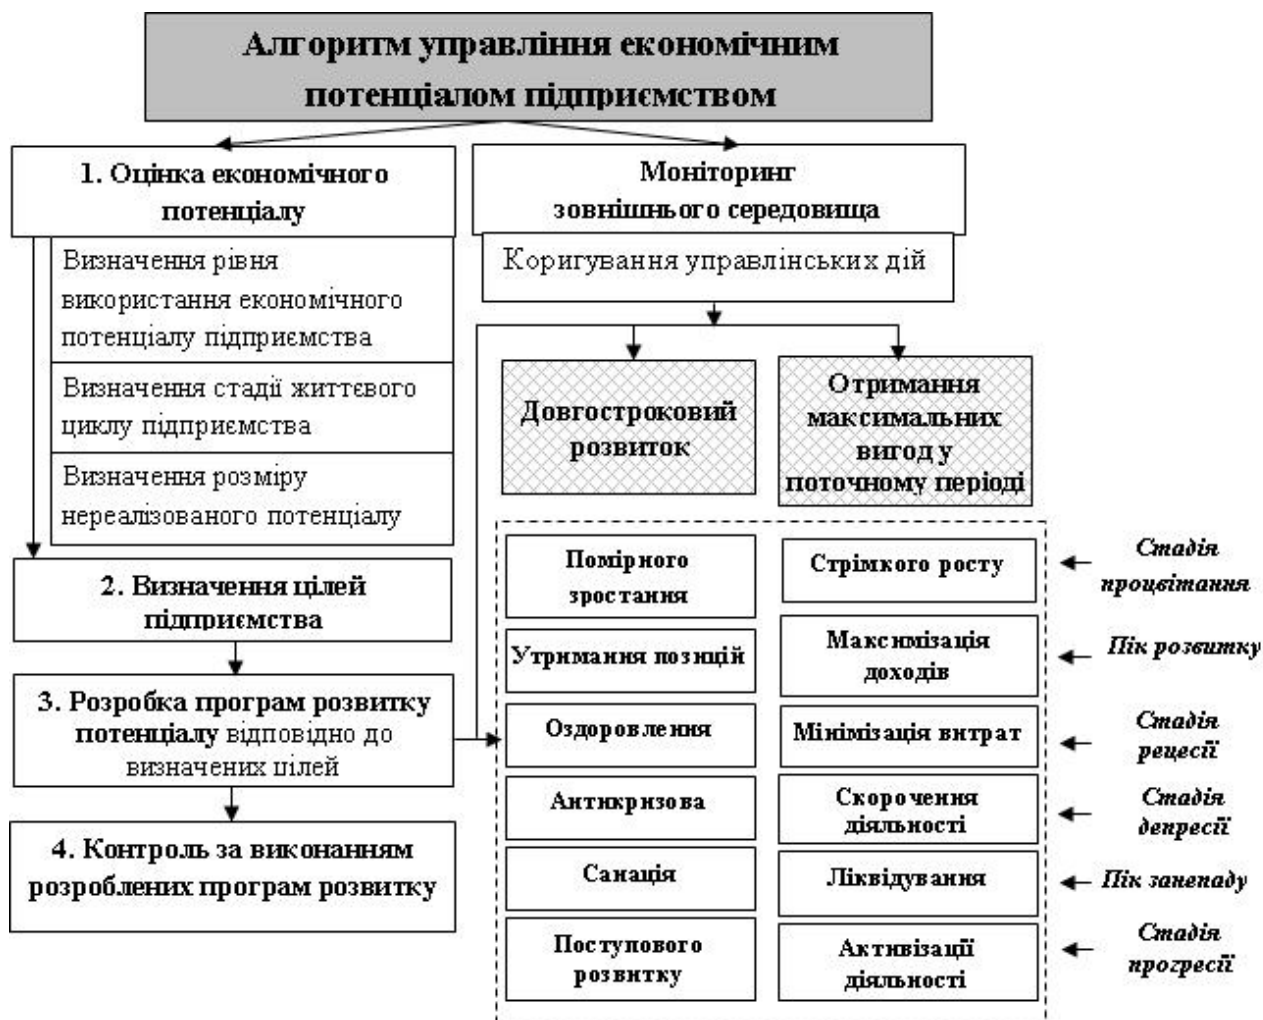 Алгоритм управління економічним
потенціалом підприємством
1. Оцінка економічного
потенціалу
Визначення рівня
використання економічного
потенціалу підприємства
Визначення стадії життєвого
циклу підприємства
Визначення розміру
нереалізованого потенціалу
2. Визначення цілей
підприємства
3. Розробка програм розвитку
потенціалу відповідно до
визначених цілей
4. Контроль за виконанням
розроблених програм розвитку
Моніторинг
зовнішнього середовища
Коригування управлінських дій
Довгостроковий
розвиток
Отримання
максимальних
вигод у
поточному періоді
Помірного
зростання
Стрімкого росту
Стадія
процвітання
Утримання позицій
Максимізація
доходів
Пік розвитку
Оздоровлення
Мінімізація витрат
Стадія
рецесії
Антикризова
Скорочення
діяльності
Стадія
депресії
Санація
Ліквідування
Пік занепаду
Поступового
розвитку
Активізації
діяльності
Стадія
прогресії